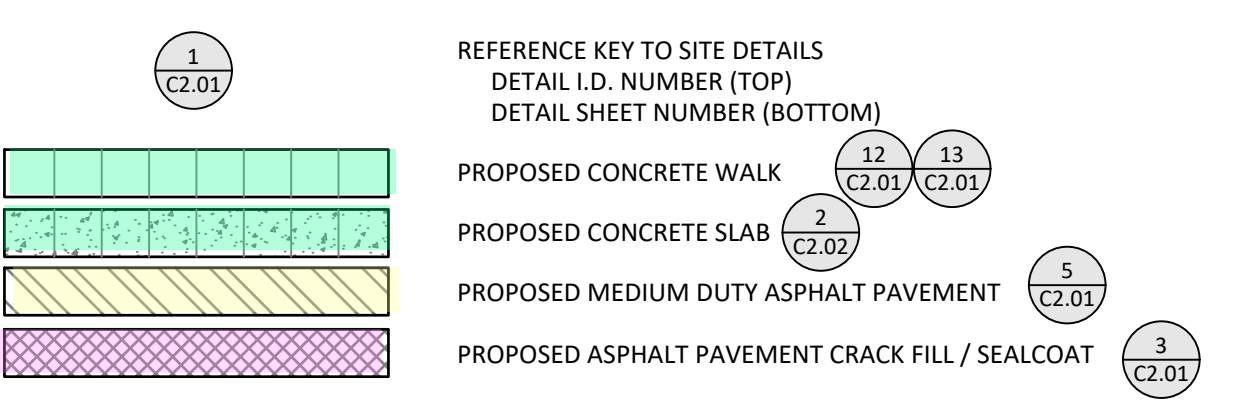 1
C2.01
REFERENCE KEY TO SITE DETAILS
DETAIL I.D. NUMBER (TOP)
DETAIL SHEET NUMBER (BOTTOM)
PROPOSED CONCRETE WALK
12
C2.01
13
C2.01
PROPOSED CONCRETE SLAB
2
C2.02
PROPOSED MEDIUM DUTY ASPHALT PAVEMENT
5
C2.01
PROPOSED ASPHALT PAVEMENT CRACK FILL / SEALCOAT
3
C2.01